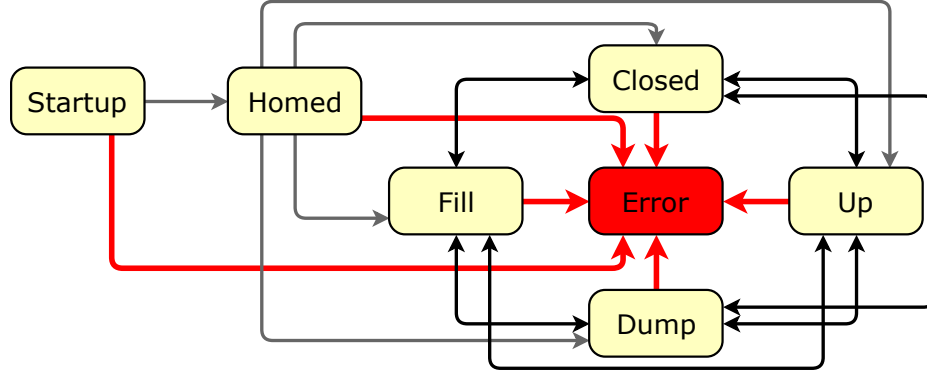 Closed
Startup
Homed
Fill
Error
Up
Dump